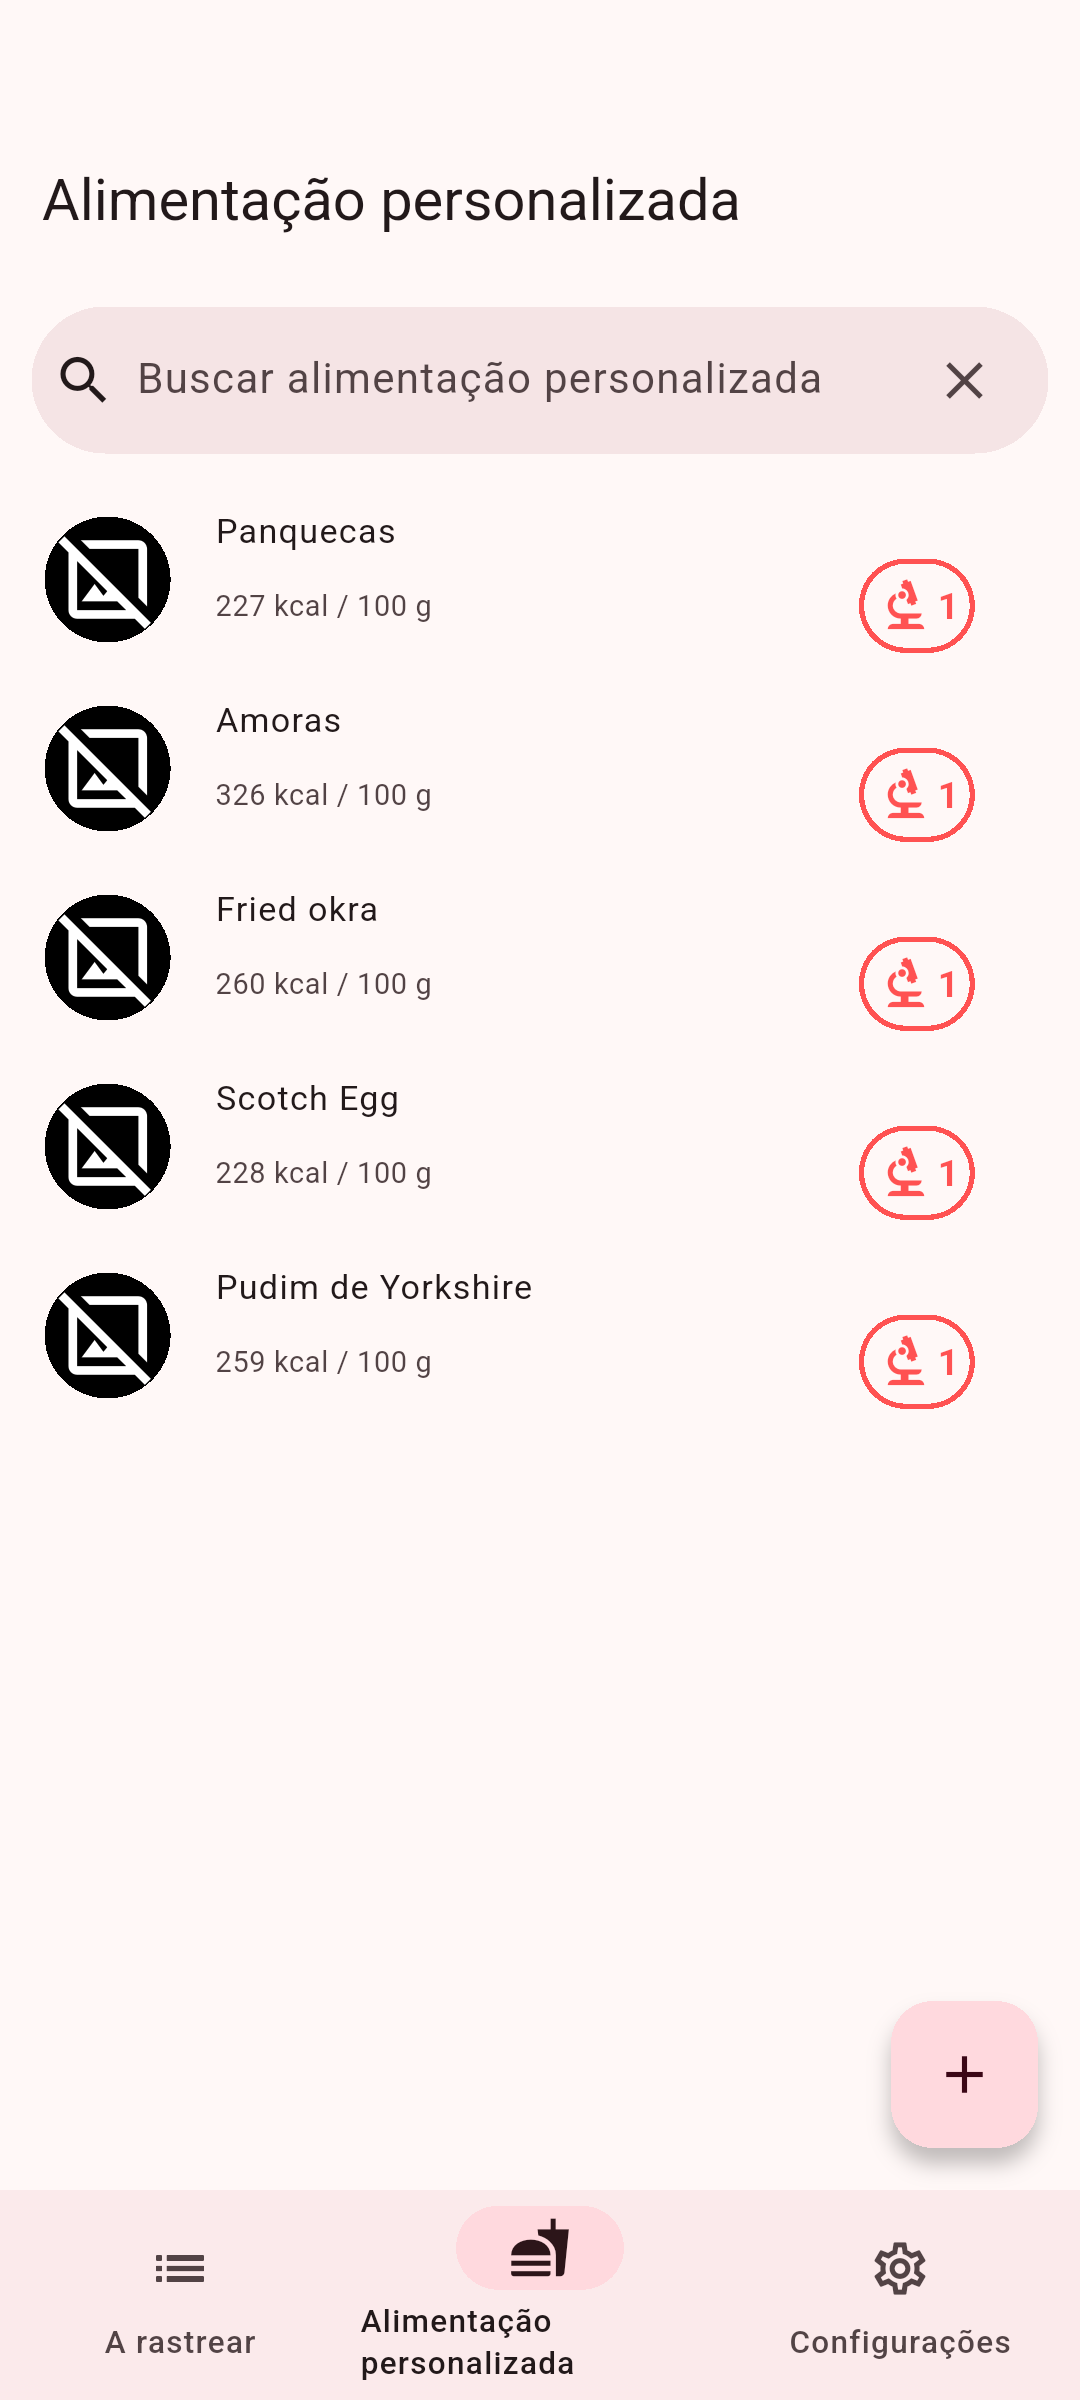 Alimentação personalizada
Buscar alimentação personalizada
Panquecas
227 kcal / 100 g
1
Amoras
326 kcal / 100 g
1
Fried okra
260 kcal / 100 g
1
Scotch Egg
228 kcal / 100 g
1
Pudim de Yorkshire
259 kcal / 100 g
1
A rastrear
Alimentação
personalizada
Configurações